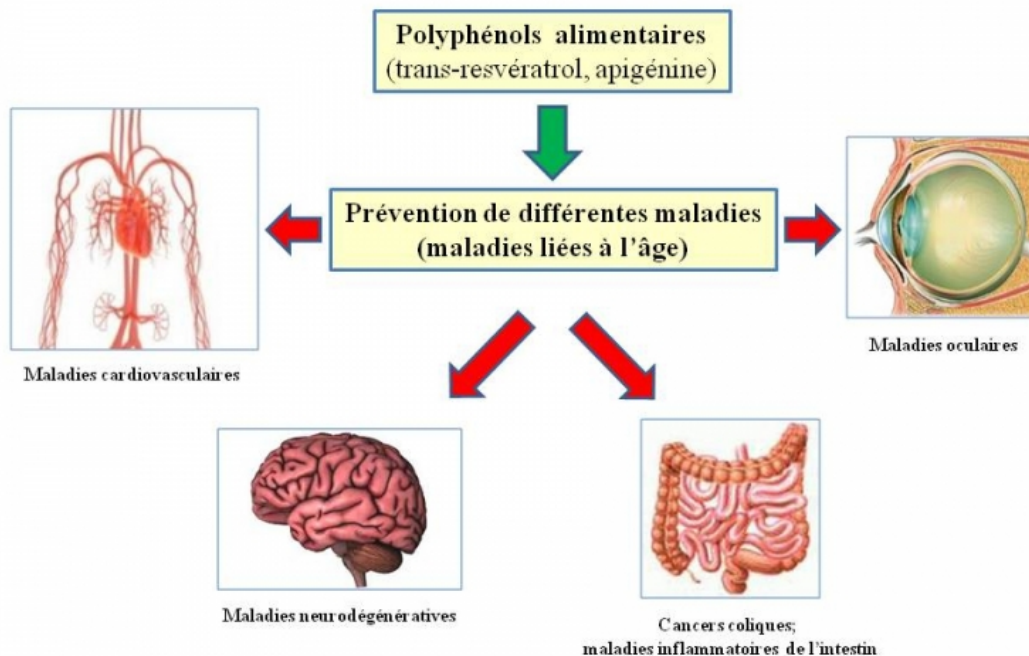 Polyphénols alimentaires
(trans-resvératrol, apigénine)
Prévention de différentes maladies
(maladies liées à l’âge)
Maladies cardiovasculaires
Maladies oculaires
Maladies neurodégénératives
Cancers coliques;
maladies inflammatoires de l’intestin